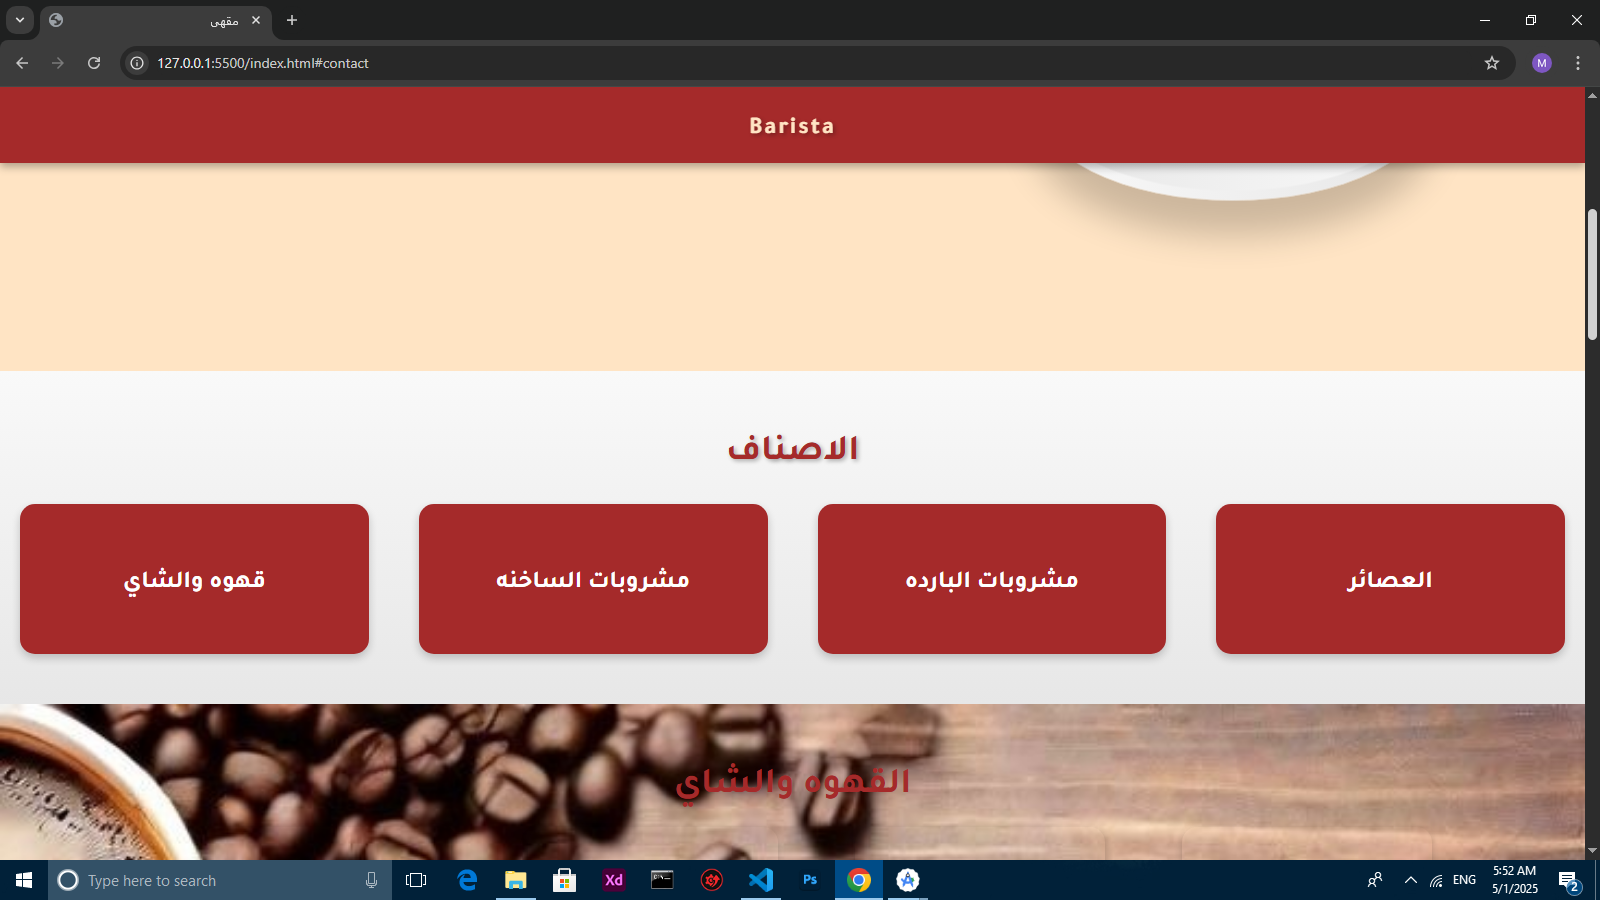 مقهى
127.0.0.1:5500/index.html#contact
M
Barista
الاصناف
قهوه والشاي
مشروبات الساخنه
مشروبات البارده
العصائر
القهوه والشاي
Type here to search
Xd
Ps
ENG
5:52 AM
5/1/2025
2